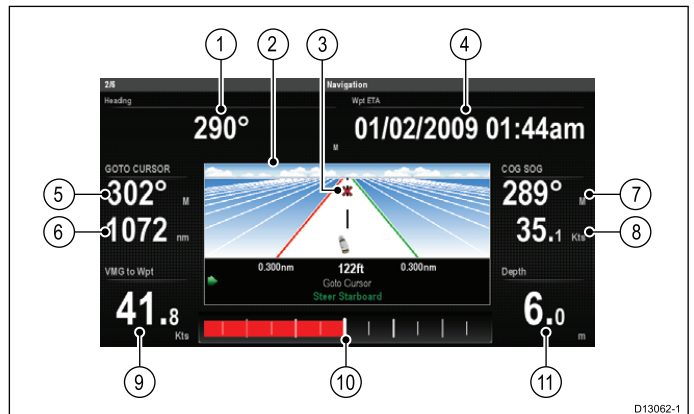 1 2 3 4
2/6 Navigation
Heading Wpt ETA
290° M 01/02/2009 01:44am
GOTO CURSOR COG SOG
5 302° M 289° M 7
6 1072 nm 35.1 Kts 8
0.300nm 122ft 0.300nm
VMG to Wpt Goto Cursor Depth
Steer Starboard
41.8 Kts 6.0 m
9 10 11
D13062-1